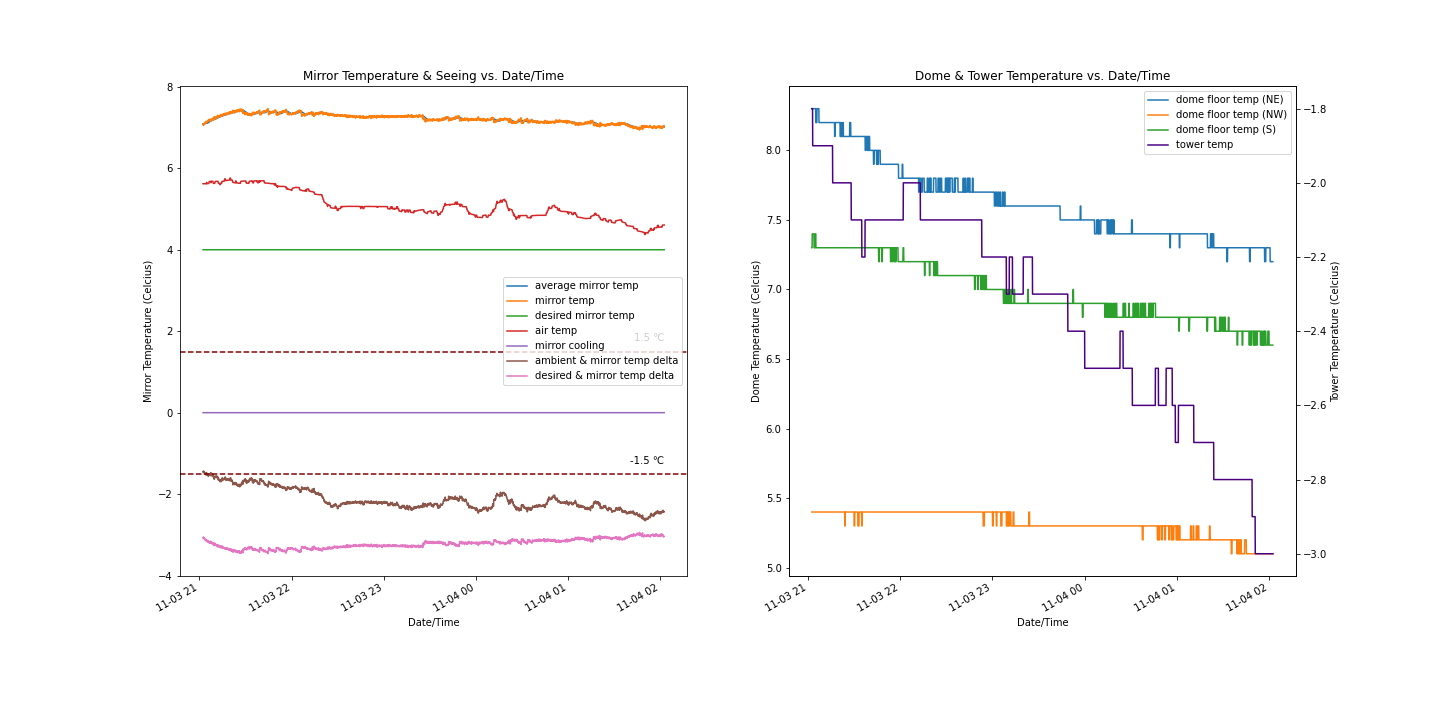 Mirror Temperature & Seeing vs. Date/Time
8
6
4
2
0
−2
−4
Mirror Temperature (Celcius)
average mirror temp
mirror temp
desired mirror temp
air temp
mirror cooling
ambient & mirror temp delta
desired & mirror temp delta
1.5 ℃
-1.5 ℃
11-03 21
11-03 22
11-03 23
11-04 00
11-04 01
11-04 02
Date/Time
Dome & Tower Temperature vs. Date/Time
8.0
7.5
7.0
6.5
6.0
5.5
5.0
Dome Temperature (Celcius)
dome floor temp (NE)
dome floor temp (NW)
dome floor temp (S)
tower temp
−1.8
−2.0
−2.2
−2.4
−2.6
−2.8
−3.0
Tower Temperature (Celcius)
11-03 21
11-03 22
11-03 23
11-04 00
11-04 01
11-04 02
Date/Time